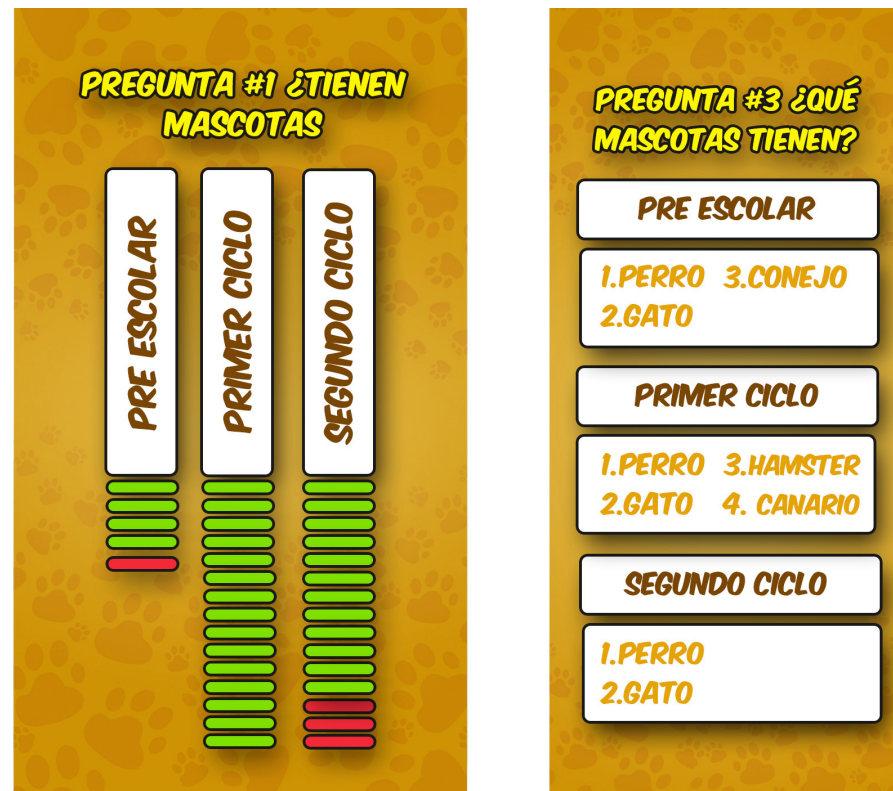 PREGUNTA #1 ¿TIENEN
MASCOTAS
PRE ESCOLAR
PRIMER CICLO
SEGUNDO CICLO
PREGUNTA #3 ¿QUÉ
MASCOTAS TIENEN?
PRE ESCOLAR
1.PERRO 3.CONEJO
2.GATO
PRIMER CICLO
1.PERRO 3.HAMSTER
2.GATO 4. CANARIO
SEGUNDO CICLO
1.PERRO
2.GATO